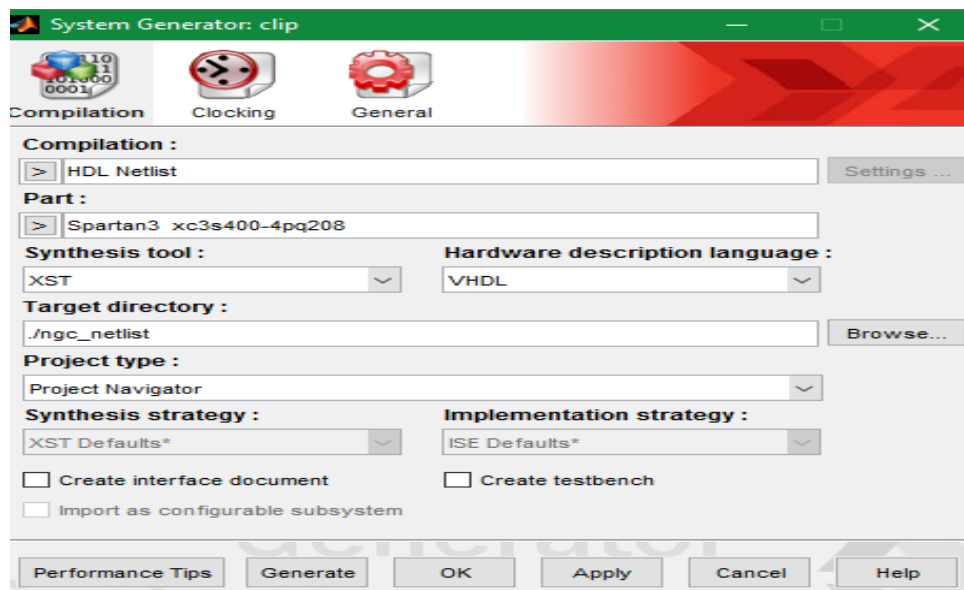 System Generator: clip
Compilation
Clocking
General
Compilation :
> HDL Netlist
Settings ...
Part :
> Spartan3 xc3s400-4pq208
Synthesis tool :
Hardware description language :
XST
VHDL
Target directory :
./ngc_netlist
Browse...
Project type :
Project Navigator
Synthesis strategy :
Implementation strategy :
XST Defaults*
ISE Defaults*
Create interface document
Create testbench
Import as configurable subsystem
Performance Tips
Generate
OK
Apply
Cancel
Help